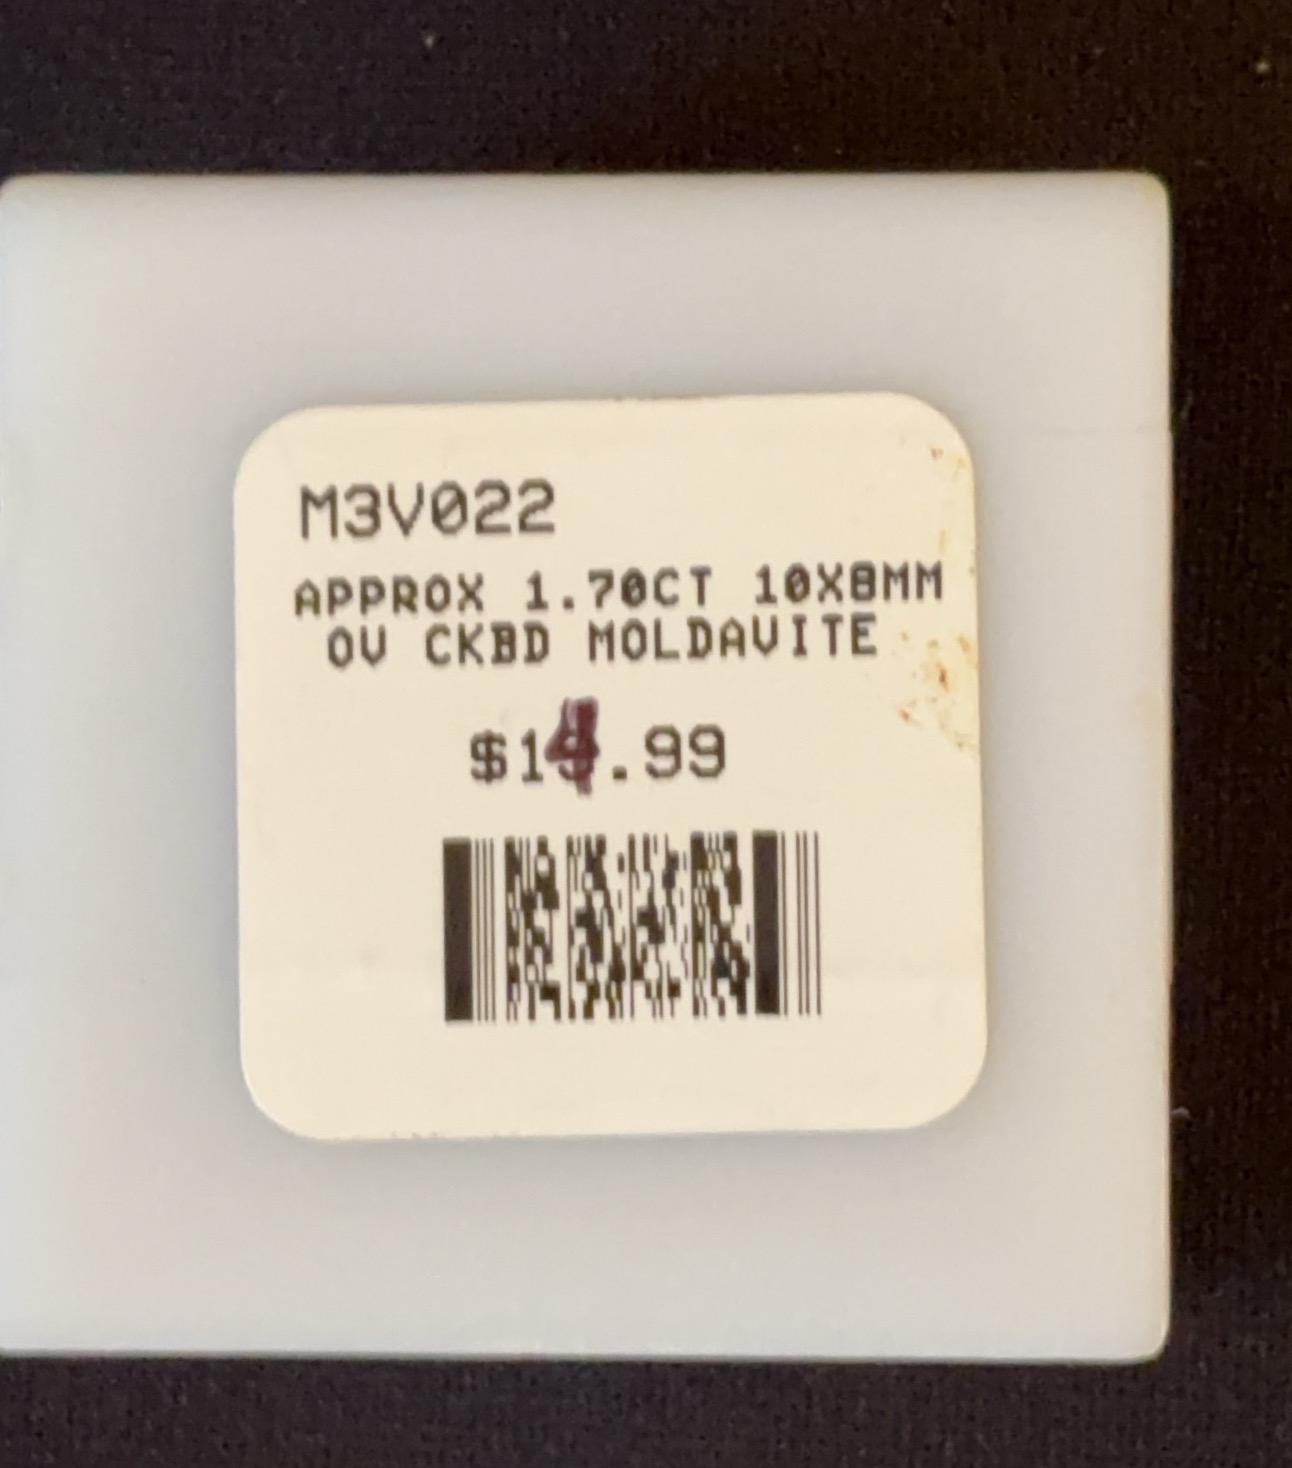 M3V022
APPROX 1.70CT 10X8MM
OV CKBD MOLDAVITE
$14.99